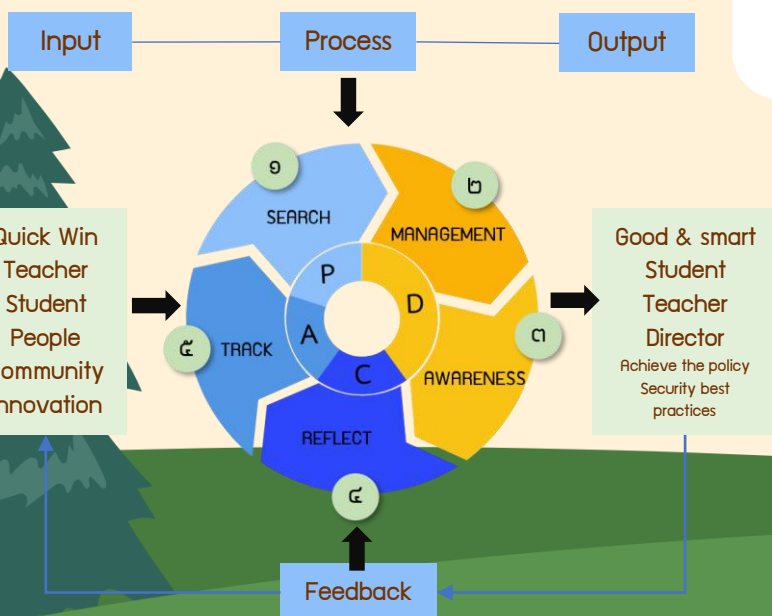 Input
Process
Output
๑
SEARCH
๒
MANAGEMENT
๓
AWARENESS
๔
REFLECT
๕
TRACK
P
D
C
A
Quick Win
Teacher
Student
People
ommunity
nnovation
Good & smart
Student
Teacher
Director
Achieve the policy
Security best
practices
Feedback